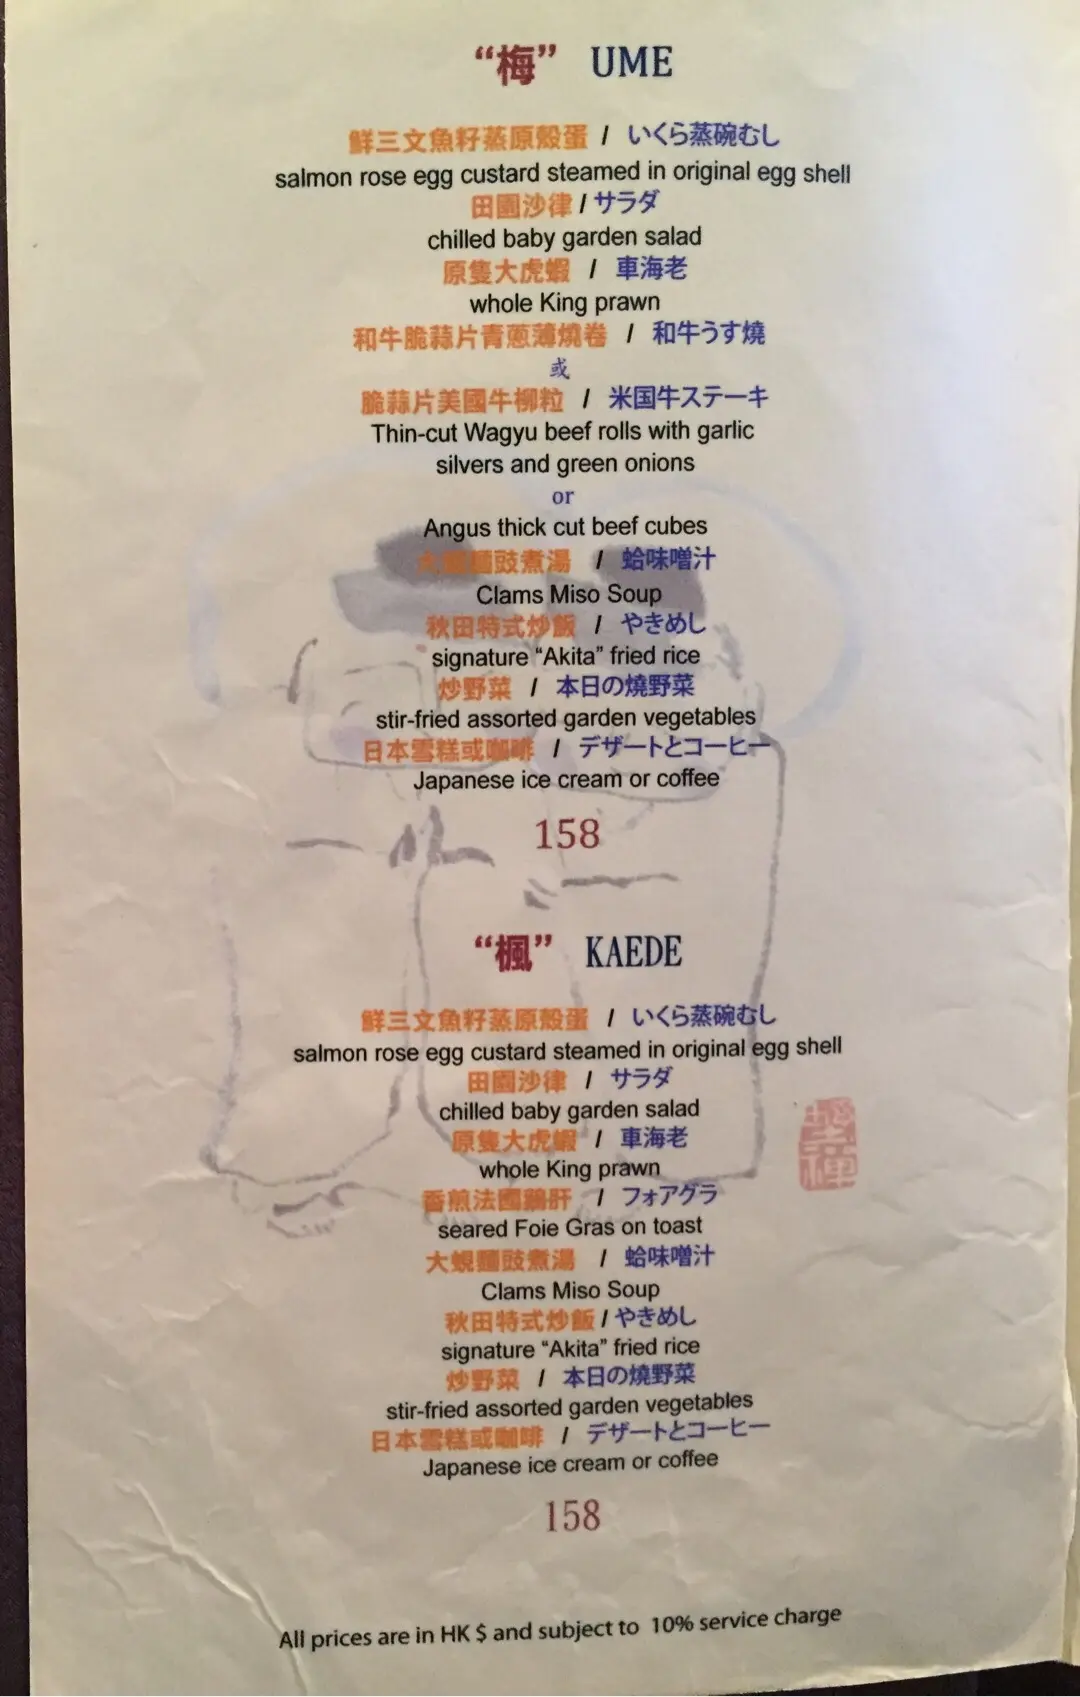 “梅” UME
鮮三文魚籽蒸原殼蛋 / いくら蒸碗むし
salmon rose egg custard steamed in original egg shell
田園沙律 / サラダ
chilled baby garden salad
原隻大虎蝦 / 車海老
whole King prawn
和牛脆蒜片青蔥薄燒卷 / 和牛うす燒
或
脆蒜片美國牛柳粒 / 米国牛ステーキ
Thin-cut Wagyu beef rolls with garlic
silvers and green onions
or
Angus thick cut beef cubes
大蜆麵豉煮湯 / 蛤味噌汁
Clams Miso Soup
秋田特式炒飯 / やきめし
signature “Akita” fried rice
炒野菜 / 本日の燒野菜
stir-fried assorted garden vegetables
日本雪糕或咖啡 / デザートとコーヒー
Japanese ice cream or coffee
158
“楓” KAEDE
鮮三文魚籽蒸原殼蛋 / いくら蒸碗むし
salmon rose egg custard steamed in original egg shell
田園沙律 / サラダ
chilled baby garden salad
原隻大虎蝦 / 車海老
whole King prawn
香煎法國鵝肝 / フォアグラ
seared Foie Gras on toast
大蜆麵豉煮湯 / 蛤味噌汁
Clams Miso Soup
秋田特式炒飯 / やきめし
signature “Akita” fried rice
炒野菜 / 本日の燒野菜
stir-fried assorted garden vegetables
日本雪糕或咖啡 / デザートとコーヒー
Japanese ice cream or coffee
158
All prices are in HK $ and subject to 10% service charge